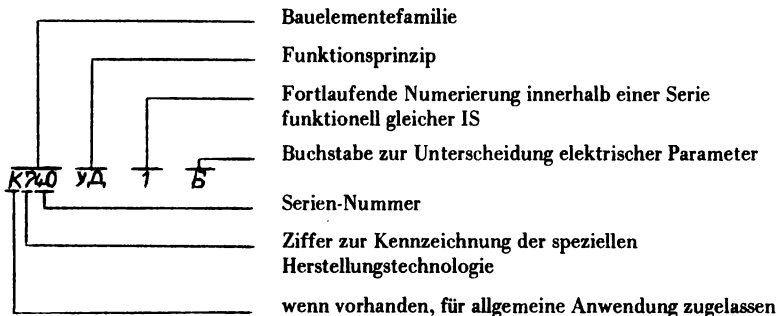 Bauelementefamilie
Funktionsprinzip
Fortlaufende Numerierung innerhalb einer Serie
funktionell gleicher IS
Buchstabe zur Unterscheidung elektrischer Parameter
К740 УД 1 Б
Serien-Nummer
Ziffer zur Kennzeichnung der speziellen
Herstellungstechnologie
wenn vorhanden, für allgemeine Anwendung zugelassen